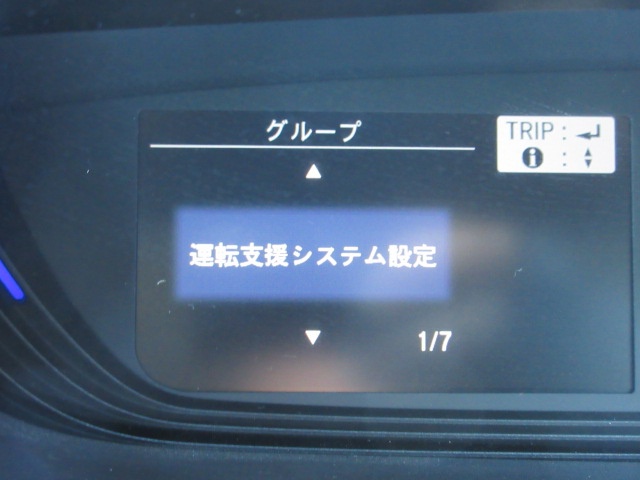 グループ
TRIP : ↵
i : ▲▼
▲
運転支援システム設定
▼
1/7